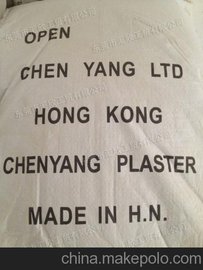 OPEN
CHEN YANG LTD
HONG KONG
CHENYANG PLASTER
MADE IN H.N.
china.makepolo.com